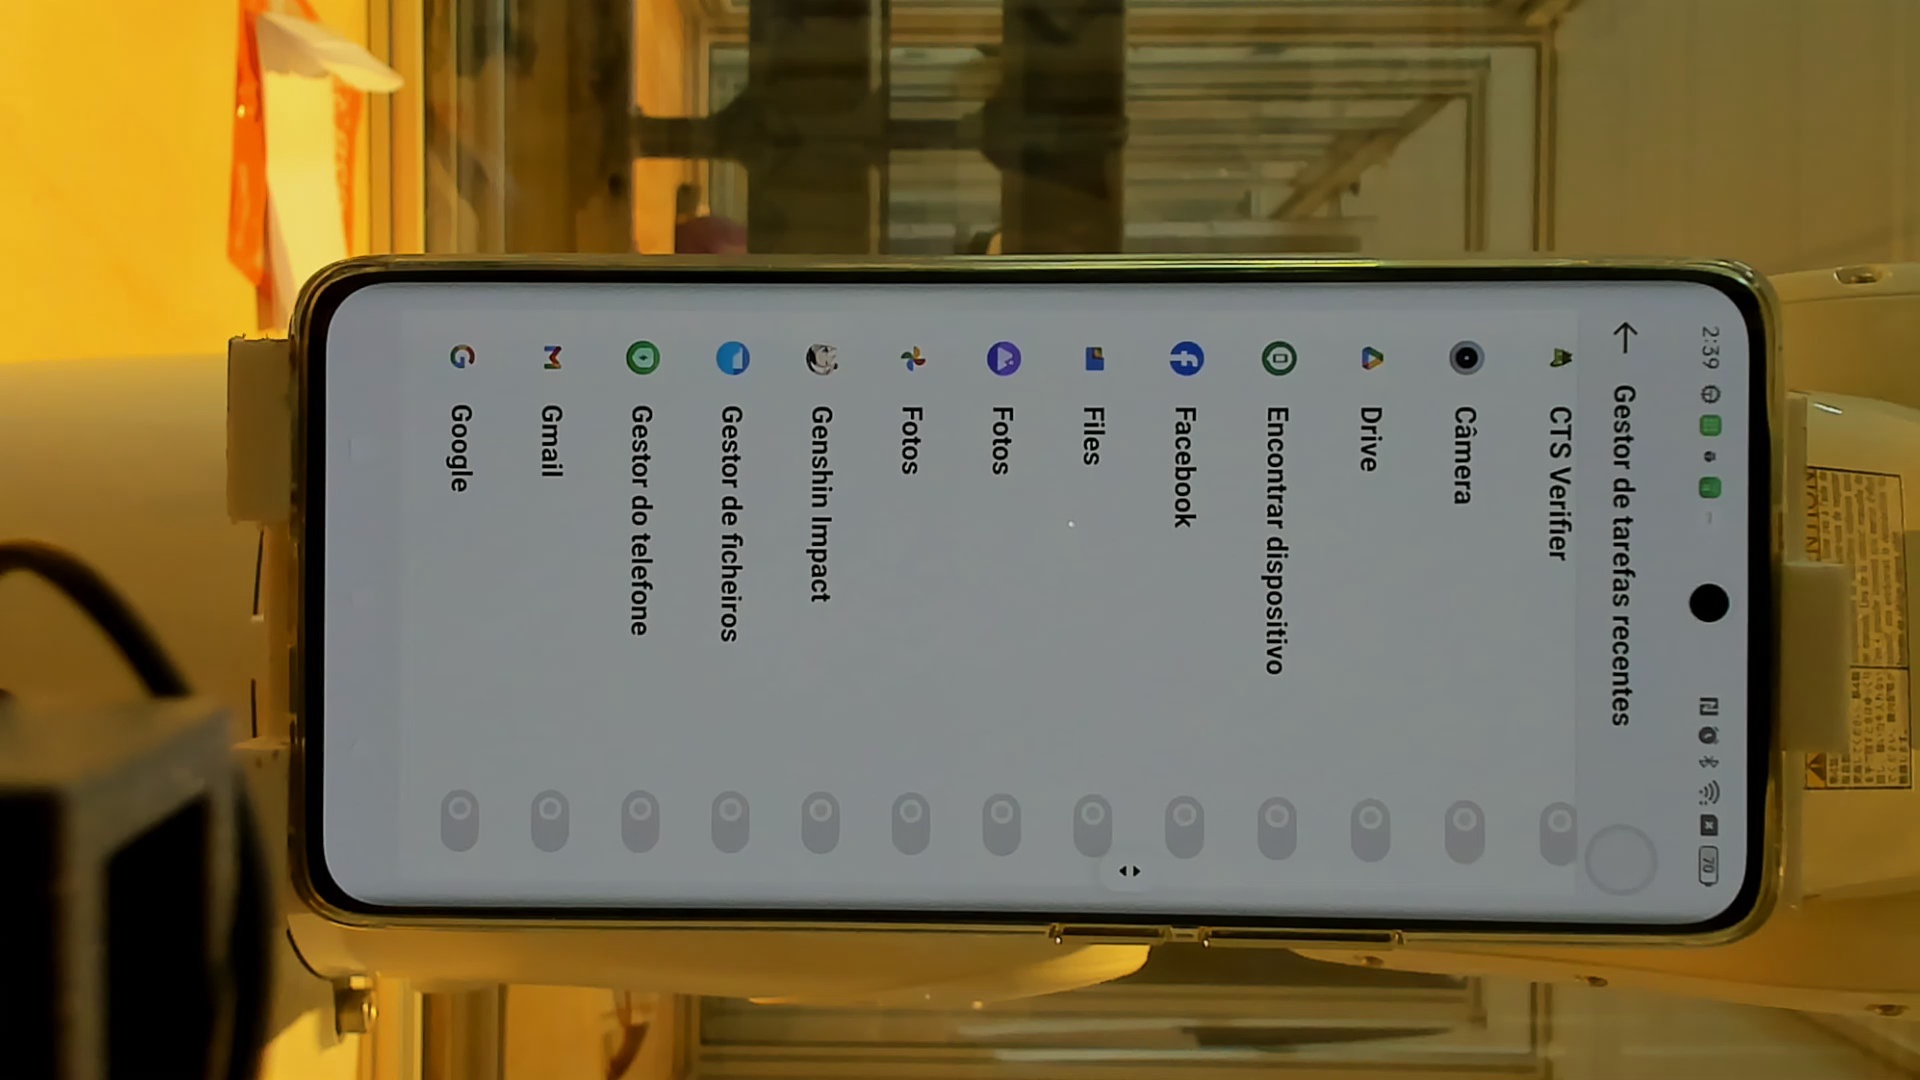 2:39
70
Gestor de tarefas recentes
CTS Verifier
Câmera
Drive
Encontrar dispositivo
Facebook
Files
Fotos
Fotos
Genshin Impact
Gestor de ficheiros
Gestor do telefone
Gmail
Google